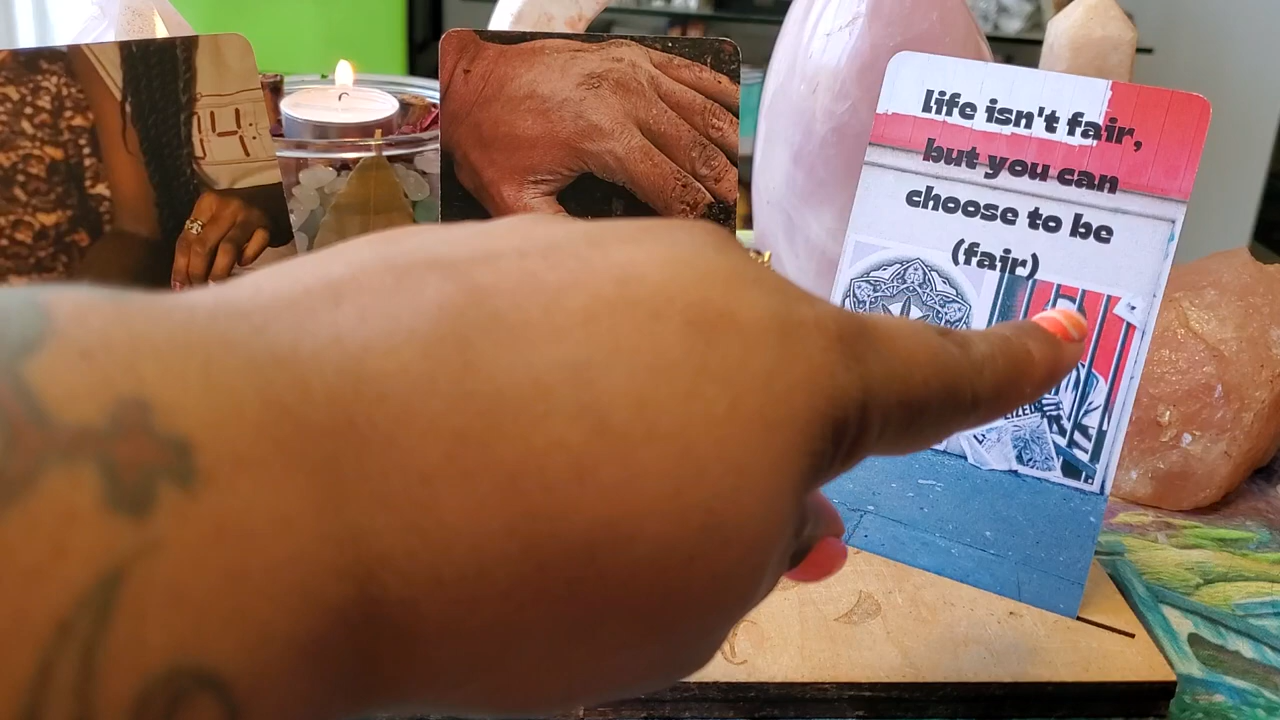 life isn't fair,
but you can
choose to be
(fair)